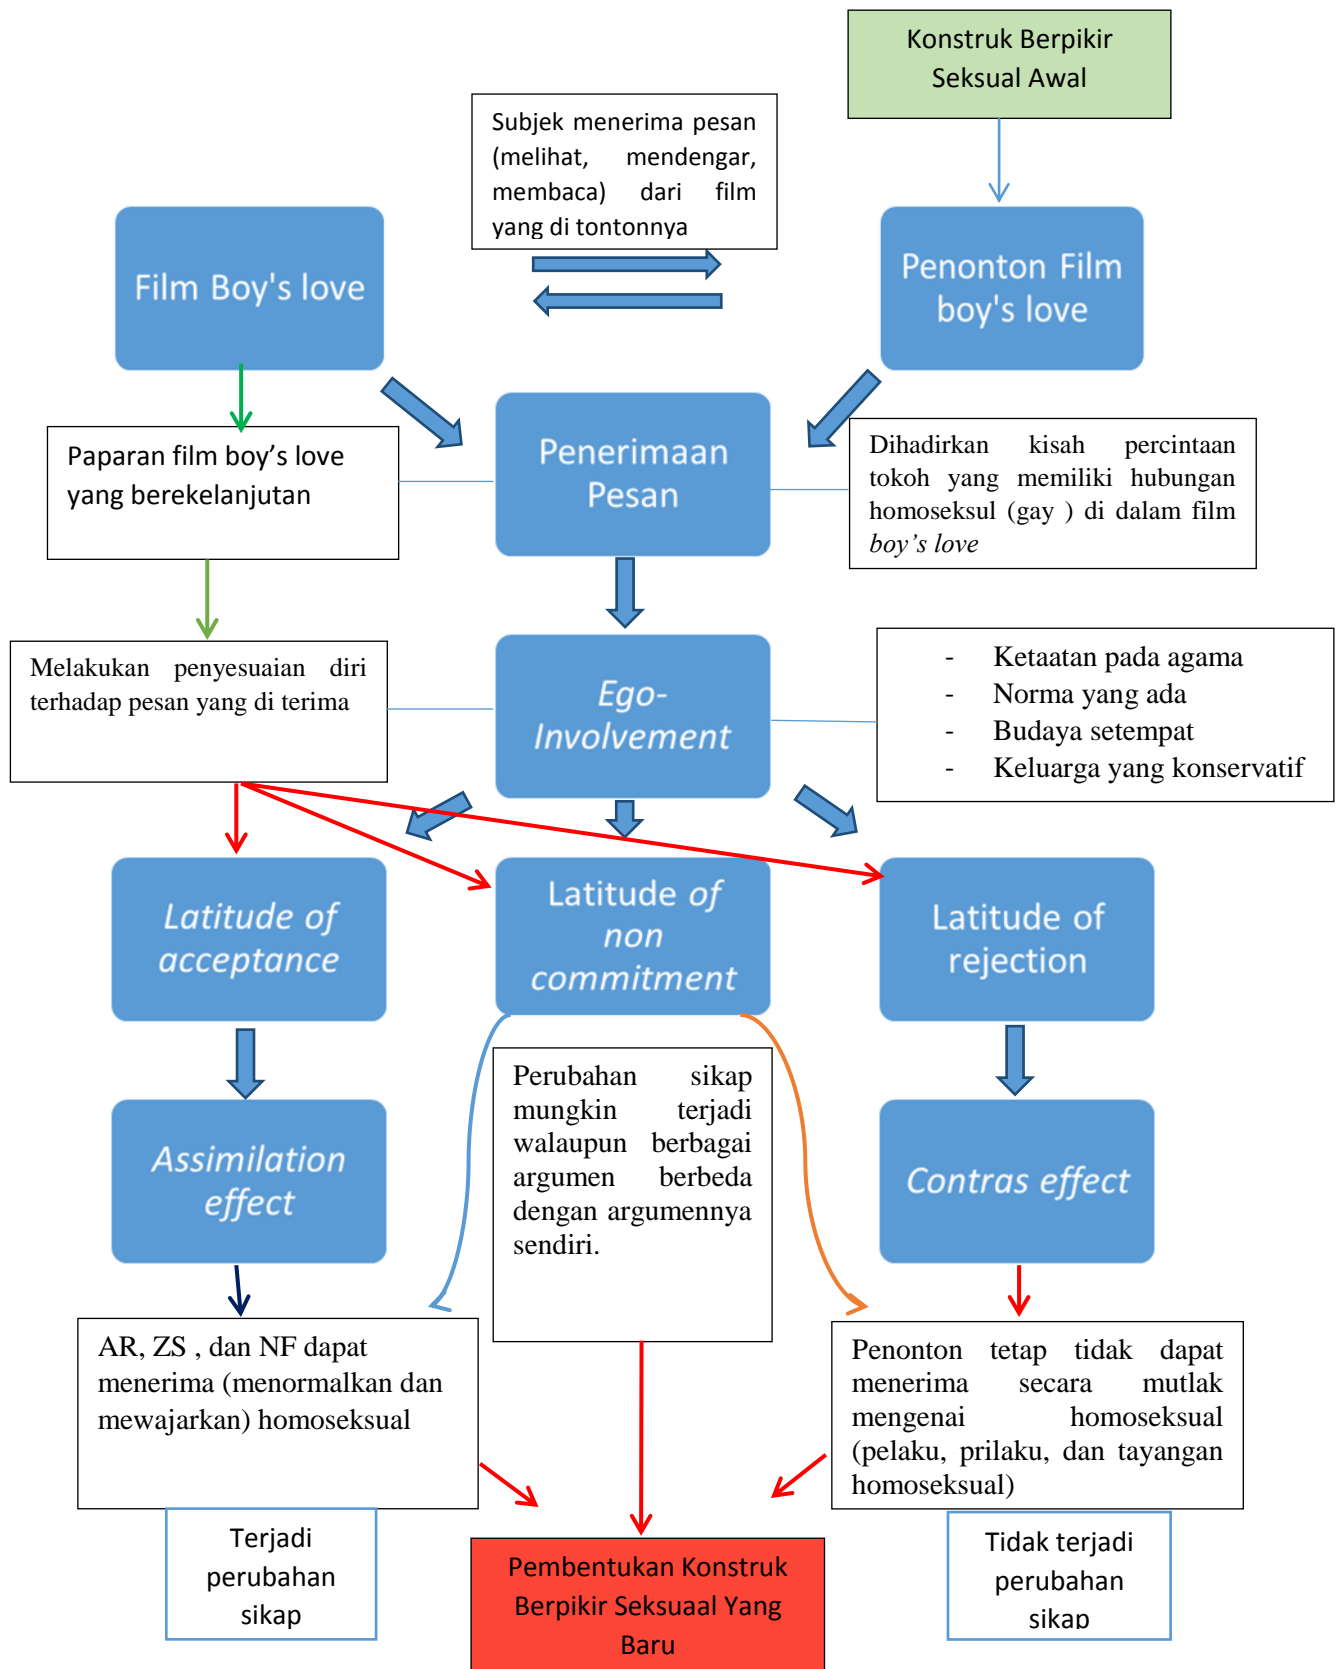 Konstruk Berpikir
Seksual Awal
Subjek menerima pesan
(melihat, mendengar,
membaca) dari film
yang di tontonnya
Film Boy's love
Penonton Film
boy's love
Paparan film boy’s love
yang berekelanjutan
Penerimaan
Pesan
Dihadirkan kisah percintaan
tokoh yang memiliki hubungan
homoseksul (gay ) di dalam film
boy’s love
Melakukan penyesuaian diri
terhadap pesan yang di terima
Ego-
Involvement
- Ketaatan pada agama
- Norma yang ada
- Budaya setempat
- Keluarga yang konservatif
Latitude of
acceptance
Latitude of
non
commitment
Latitude of
rejection
Assimilation
effect
Perubahan sikap
mungkin terjadi
walaupun berbagai
argumen berbeda
dengan argumennya
sendiri.
Contras effect
AR, ZS , dan NF dapat
menerima (menormalkan dan
mewajarkan) homoseksual
Penonton tetap tidak dapat
menerima secara mutlak
mengenai homoseksual
(pelaku, prilaku, dan tayangan
homoseksual)
Terjadi
perubahan
sikap
Pembentukan Konstruk
Berpikir Seksuaal Yang
Baru
Tidak terjadi
perubahan
sikap